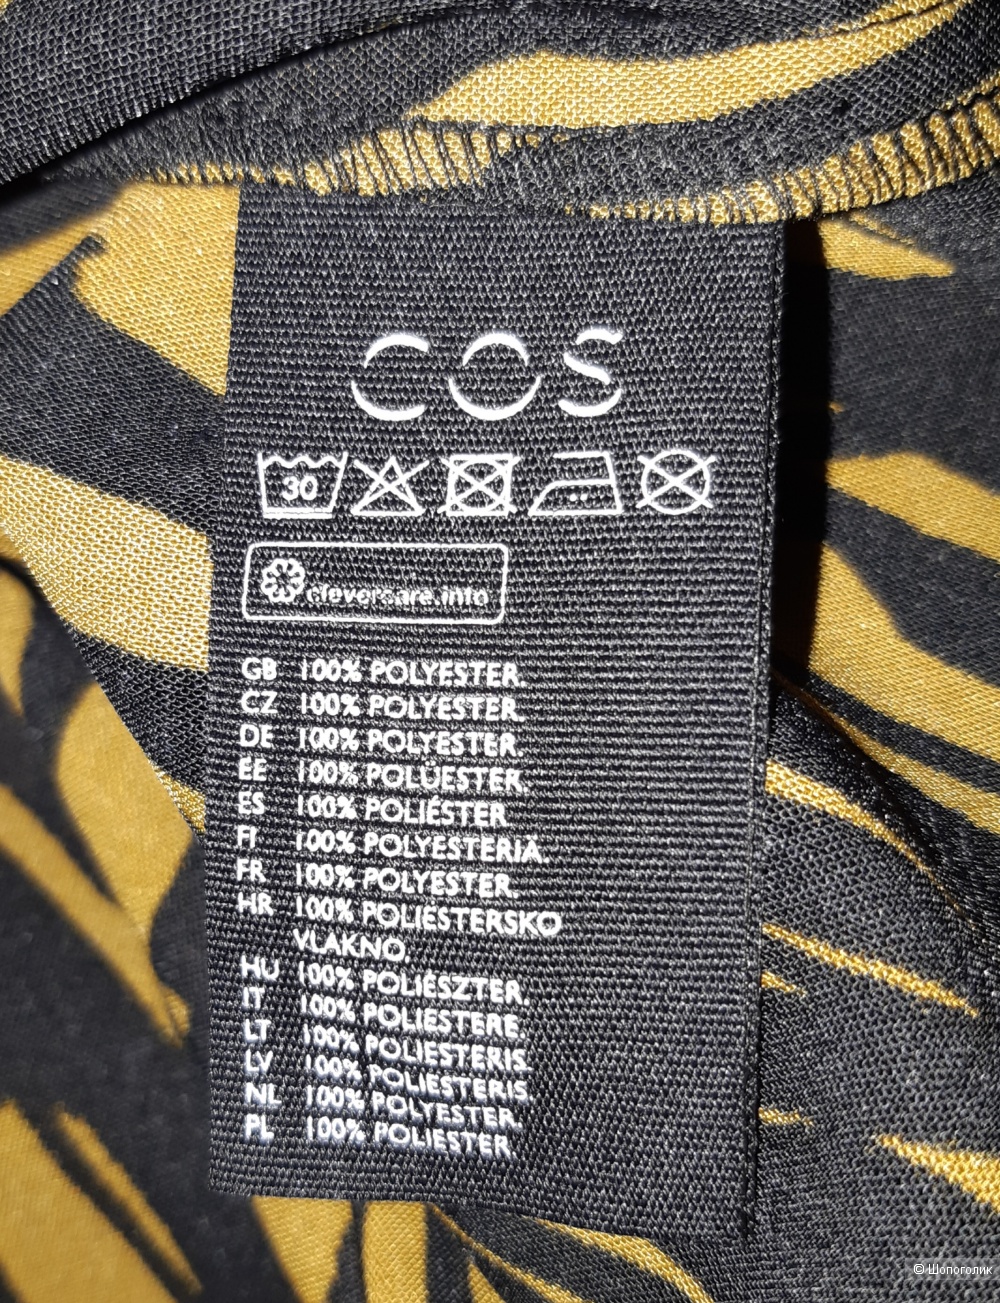 COS
30
clevercare.info
GB 100% POLYESTER.
CZ 100% POLYESTER.
DE 100% POLYESTER.
EE 100% POLÜESTER.
ES 100% POLIÉSTER
FI 100% POLYESTERIÄ.
FR 100% POLYESTER.
HR 100% POLIESTERSKO
VLAKNO.
HU 100% POLIÉSZTER.
IT 100% POLIESTERE.
LT 100% POLIESTERIS.
LV 100% POLIESTERIS.
NL 100% POLYESTER.
PL 100% POLIESTER.
© Шопоголик